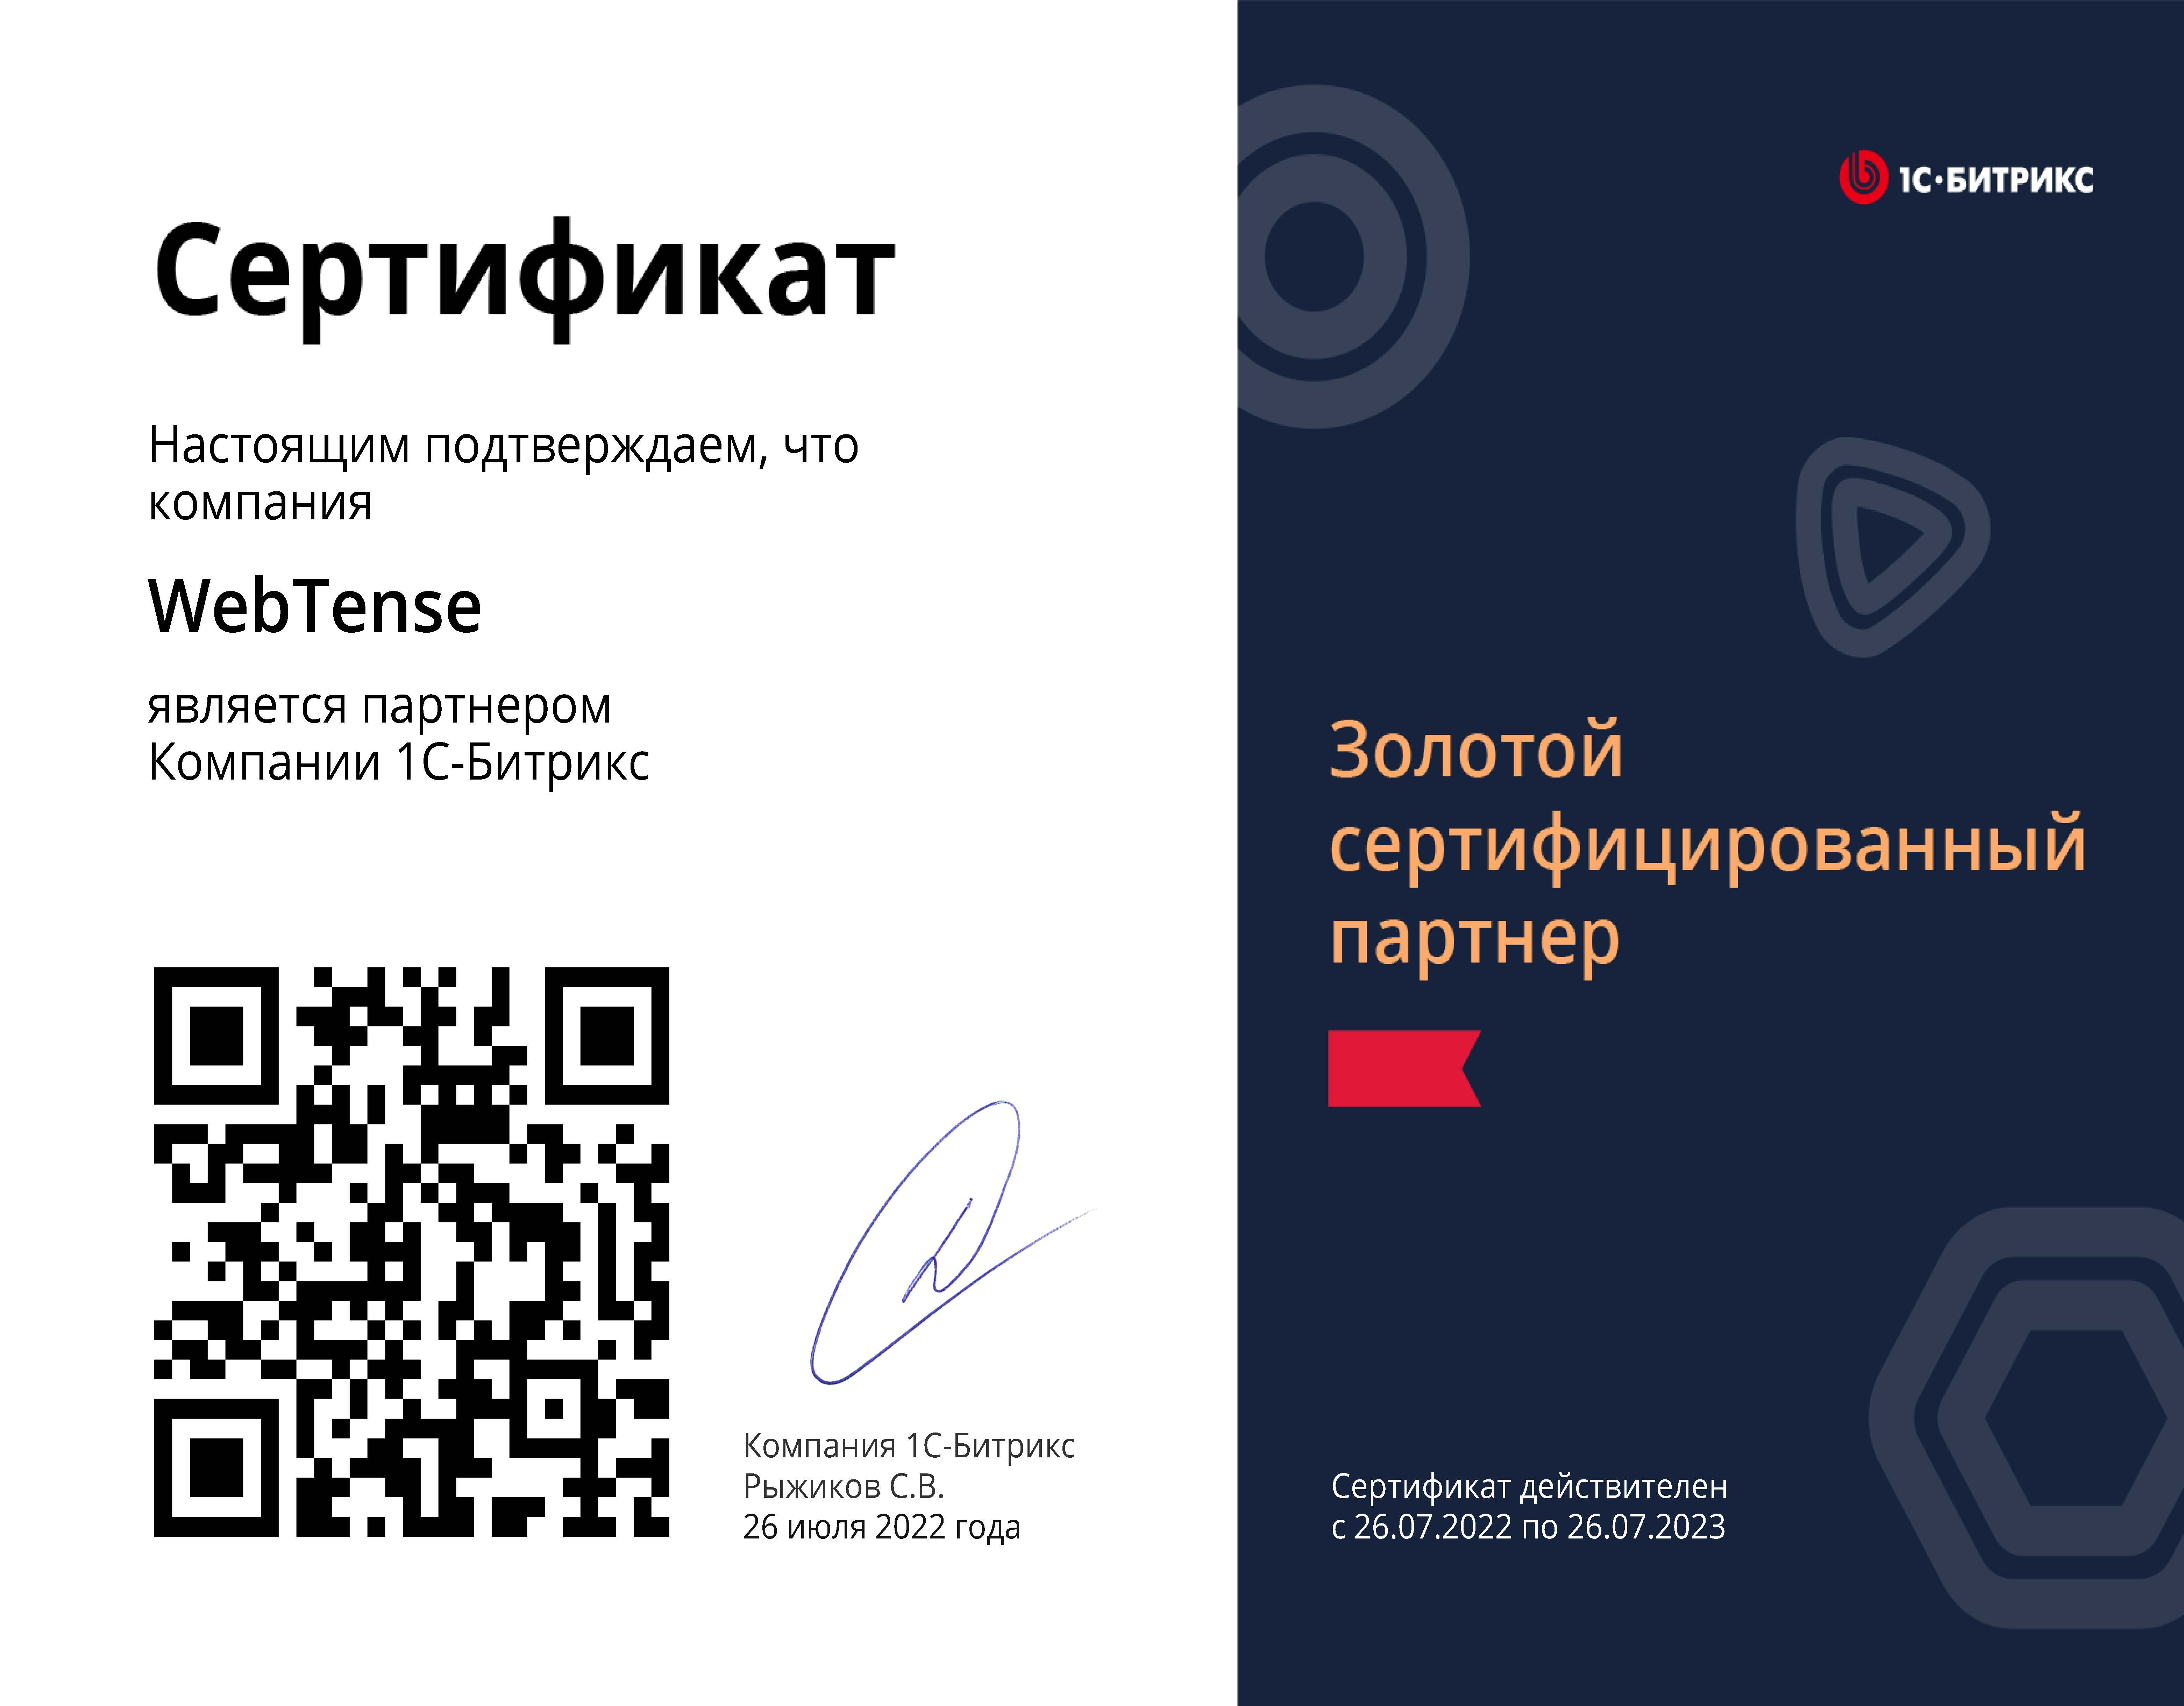 Сертификат
Настоящим подтверждаем, что
компания
WebTense
является партнером
Компании 1С-Битрикс
Компания 1С-Битрикс
Рыжиков С.В.
26 июля 2022 года
1С·БИТРИКС
Золотой
сертифицированный
партнер
Сертификат действителен
с 26.07.2022 по 26.07.2023